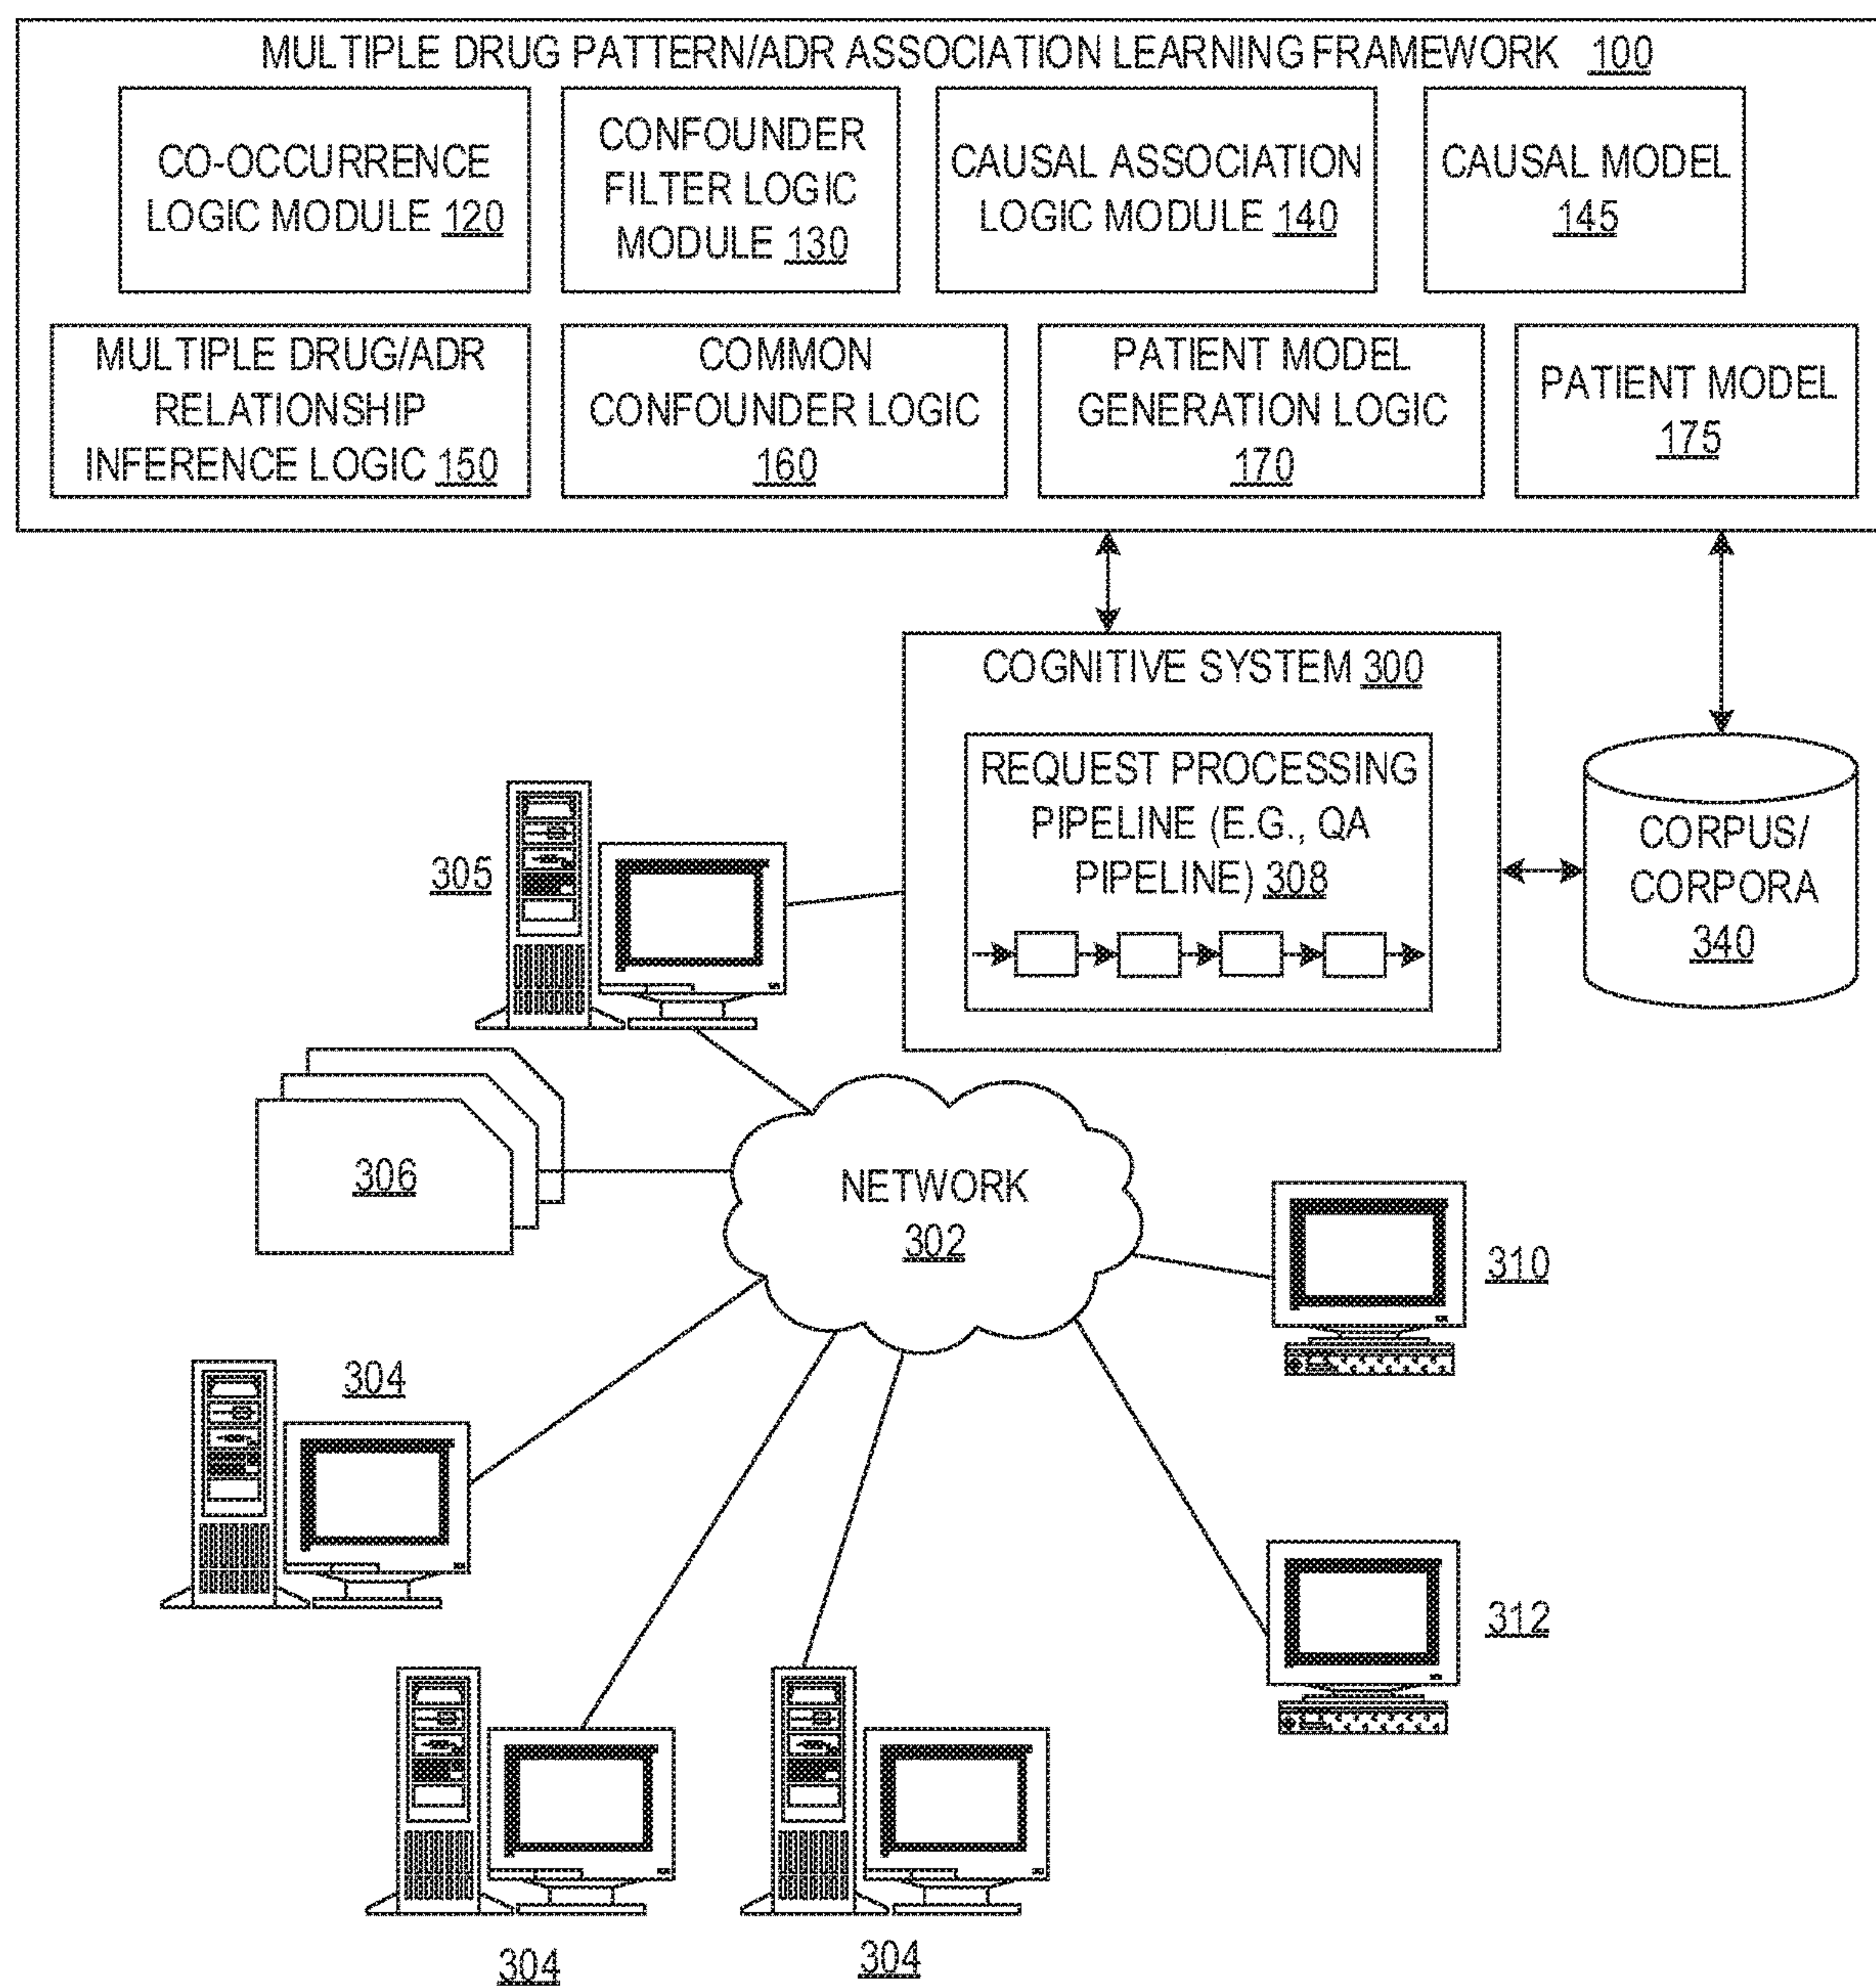 MULTIPLE DRUG PATTERN/ADR ASSOCIATION LEARNING FRAMEWORK 100
CO-OCCURRENCE
LOGIC MODULE 120
CONFOUNDER
FILTER LOGIC
MODULE 130
CAUSAL ASSOCIATION
LOGIC MODULE 140
CAUSAL MODEL
145
MULTIPLE DRUG/ADR
RELATIONSHIP
INFERENCE LOGIC 150
COMMON
CONFOUNDER LOGIC
160
PATIENT MODEL
GENERATION LOGIC
170
PATIENT MODEL
175
COGNITIVE SYSTEM 300
REQUEST PROCESSING
PIPELINE (E.G., QA
PIPELINE) 308
CORPUS/
CORPORA
340
305
306
NETWORK
302
310
304
312
304
304